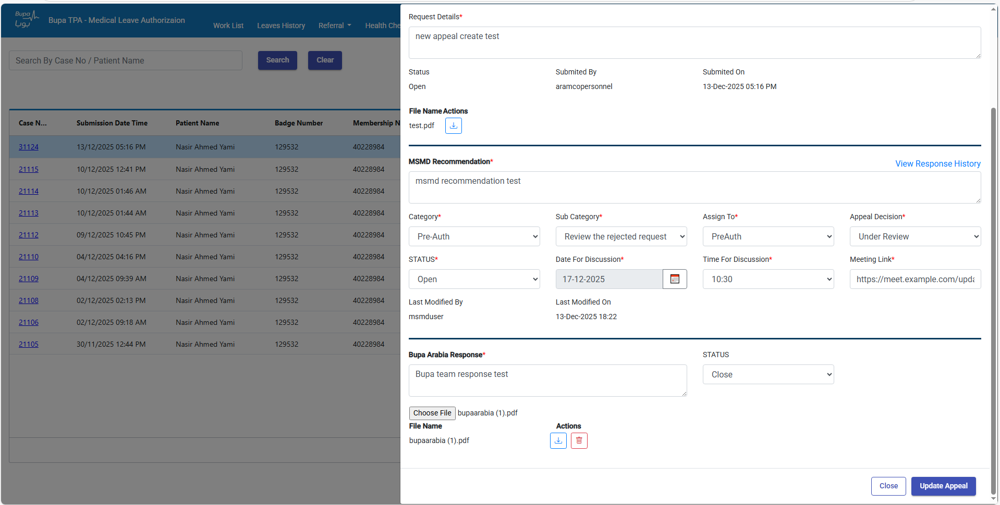 Bupa
بوبا
Bupa TPA - Medical Leave Authorizaion
Work List
Leaves History
Referral
Health Che
Search By Case No / Patient Name
Search
Clear
Case N... Submission Date Time Patient Name Badge Number Membership N
31124 13/12/2025 05:16 PM Nasir Ahmed Yami 129532 40228984
21115 10/12/2025 12:41 PM Nasir Ahmed Yami 129532 40228984
21114 10/12/2025 01:46 AM Nasir Ahmed Yami 129532 40228984
21113 10/12/2025 01:44 AM Nasir Ahmed Yami 129532 40228984
21112 09/12/2025 10:45 PM Nasir Ahmed Yami 129532 40228984
21110 04/12/2025 04:16 PM Nasir Ahmed Yami 129532 40228984
21109 04/12/2025 09:39 AM Nasir Ahmed Yami 129532 40228984
21108 02/12/2025 02:13 PM Nasir Ahmed Yami 129532 40228984
21106 02/12/2025 09:18 AM Nasir Ahmed Yami 129532 40228984
21105 30/11/2025 12:44 PM Nasir Ahmed Yami 129532 40228984
Request Details*
new appeal create test
Status Submited By Submited On
Open aramcopersonnel 13-Dec-2025 05:16 PM
File Name Actions
test.pdf
MSMD Recommendation*
View Response History
msmd recommendation test
Category* Sub Category* Assign To* Appeal Decision*
Pre-Auth Review the rejected request PreAuth Under Review
STATUS* Date For Discussion* Time For Discussion* Meeting Link*
Open 17-12-2025 10:30 https://meet.example.com/upda
Last Modified By Last Modified On
msmduser 13-Dec-2025 18:22
Bupa Arabia Response* STATUS
Bupa team response test Close
Choose File bupaarabia (1).pdf
File Name Actions
bupaarabia (1).pdf
Close Update Appeal